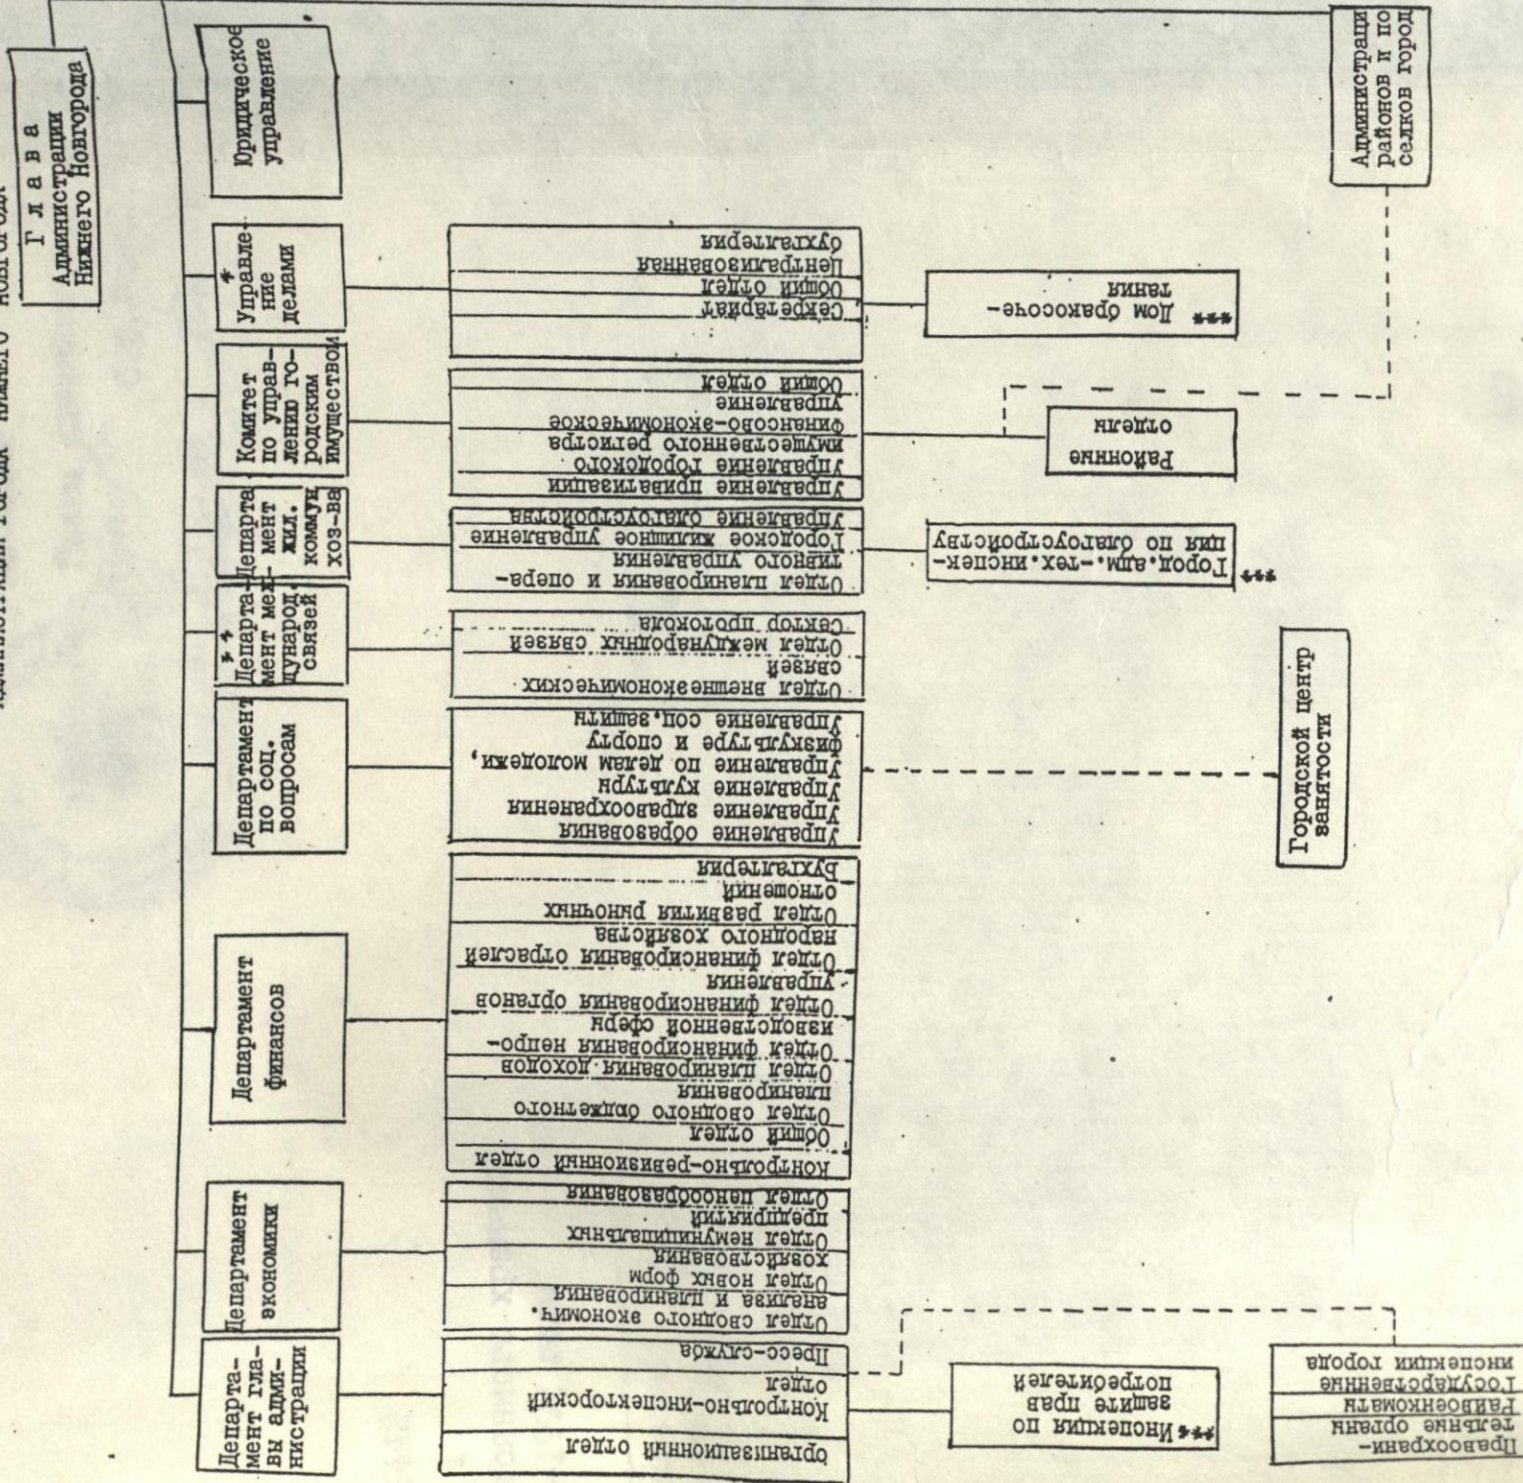 НИЖНЕГО НОВГОРОДА
Г л а в а
Администрации
Нижнего Новгорода
Юридическое
управление
*
Управле-
ние
делами
Комитет
по управ-
лению го-
родским
имуществом
Департа-
мент
жил.
коммун
хоз-ва
**
Департа-
мент меж-
дународ.
связей
Департамент
по соц.
вопросам
Департамент
финансов
Департамент
экономики
Департа-
мент гла-
вы адми-
нистрации
Секретариат
Общий отдел
Централизованная
бухгалтерия
Управление приватизации
Управление городского
имущественного регистра
Финансово-экономическое
управление
Общий отдел
Отдел планирования и опера-
тивного управления
Городское жилищное управление
Управление благоустройства
Отдел внешнеэкономических
связей
Отдел международных связей
Сектор протокола
Управление образования
Управление здравоохранения
Управление культуры
Управление по делам молодежи,
физкультуре и спорту
Управление соц.защиты
Контрольно-ревизионный отдел
Общий отдел
Отдел сводного бюджетного
планирования
Отдел планирования доходов
Отдел финансирования непро-
изводственной сферы
Отдел финансирования органов
управления
Отдел финансирования отраслей
народного хозяйства
Отдел развития рыночных
отношений
Бухгалтерия
Отдел сводного экономич.
анализа и планирования
Отдел новых форм
хозяйствования
Отдел немуниципальных
предприятий
Отдел ценообразования
организационный отдел
Контрольно-инспекторский
отдел
Пресс-служба
*** Дом бракосоче-
тания
Районные
отделы
*** Город.адм.-тех.инспек-
ция по благоустройству
*** Инспекция по
защите прав
потребителей
Администраци
районов и по
селков город
Городской центр
занятости
Правоохрани-
тельные органы
Райвоенкоматы
Государственные
инспекции города